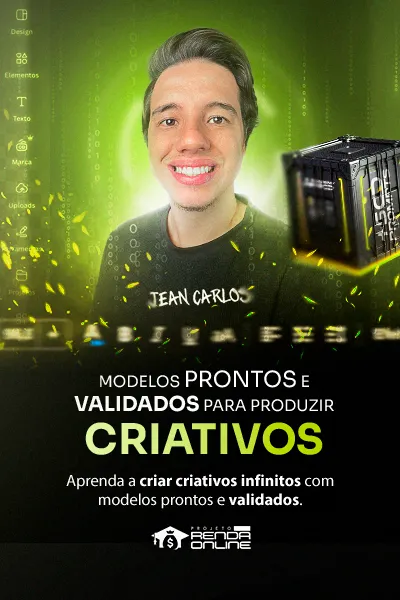 Design
Elementos
Texto
Marca
Uploads
JEAN CARLOS
MODELOS PRONTOS E
VALIDADOS PARA PRODUZIR
CRIATIVOS
Aprenda a criar criativos infinitos com
modelos prontos e validados.
PROJETO
RENDA
ONLINE